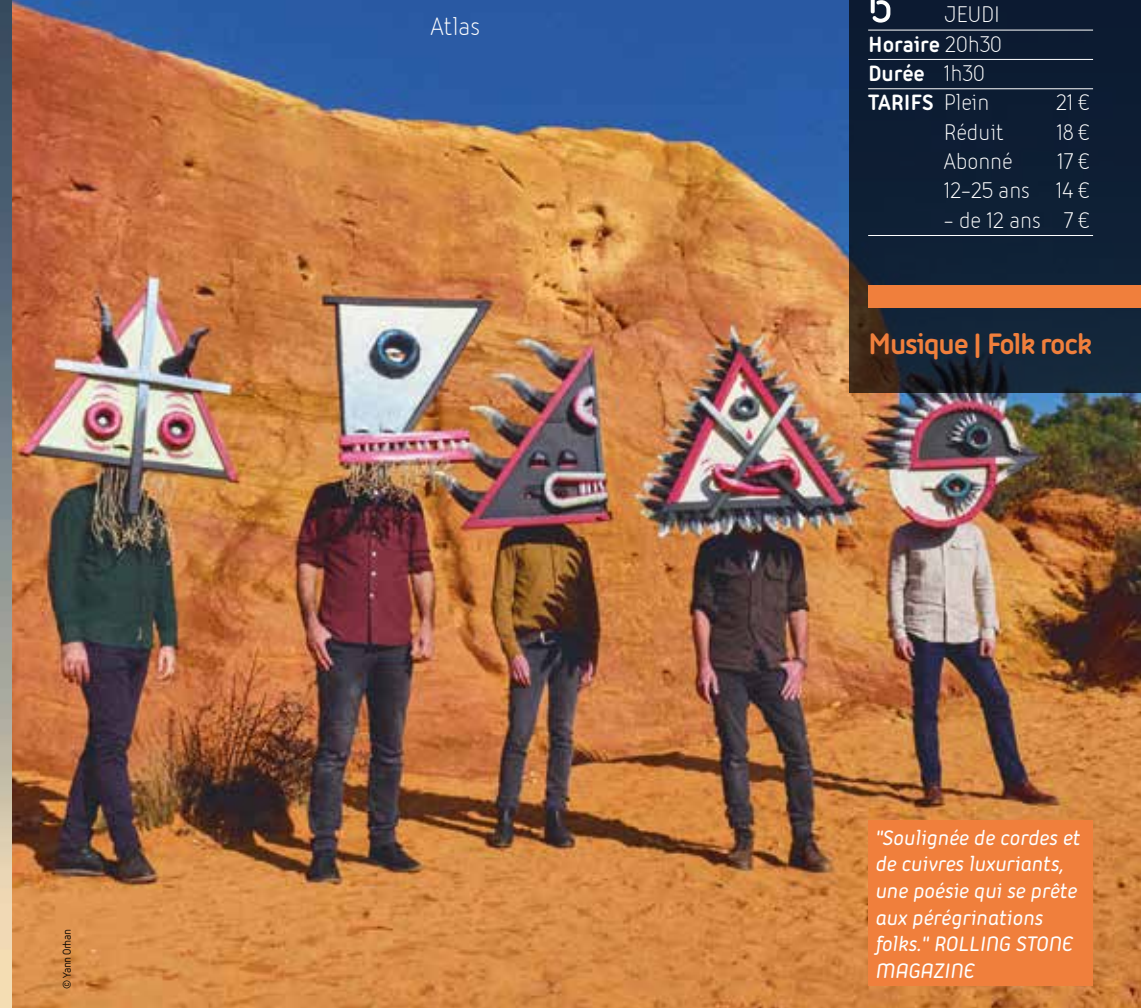 Atlas
5 JEUDI
Horaire 20h30
Durée 1h30
TARIFS Plein 21 €
Réduit 18 €
Abonné 17 €
12-25 ans 14 €
- de 12 ans 7 €
Musique | Folk rock
"Soulignée de cordes et
de cuivres luxuriants,
une poésie qui se prête
aux pérégrinations
folks." ROLLING STONE
MAGAZINE
© Yann Orhan